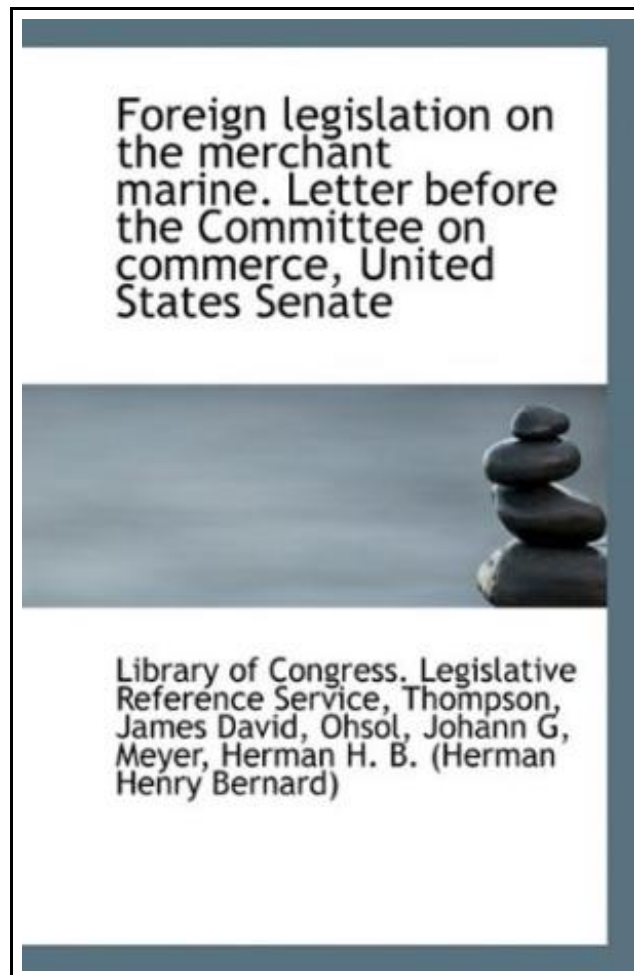 Foreign legislation on
the merchant
marine. Letter before
the Committee on
commerce, United
States Senate
Library of Congress. Legislative
Reference Service, Thompson,
James David, Ohsol, Johann G,
Meyer, Herman H. B. (Herman
Henry Bernard)